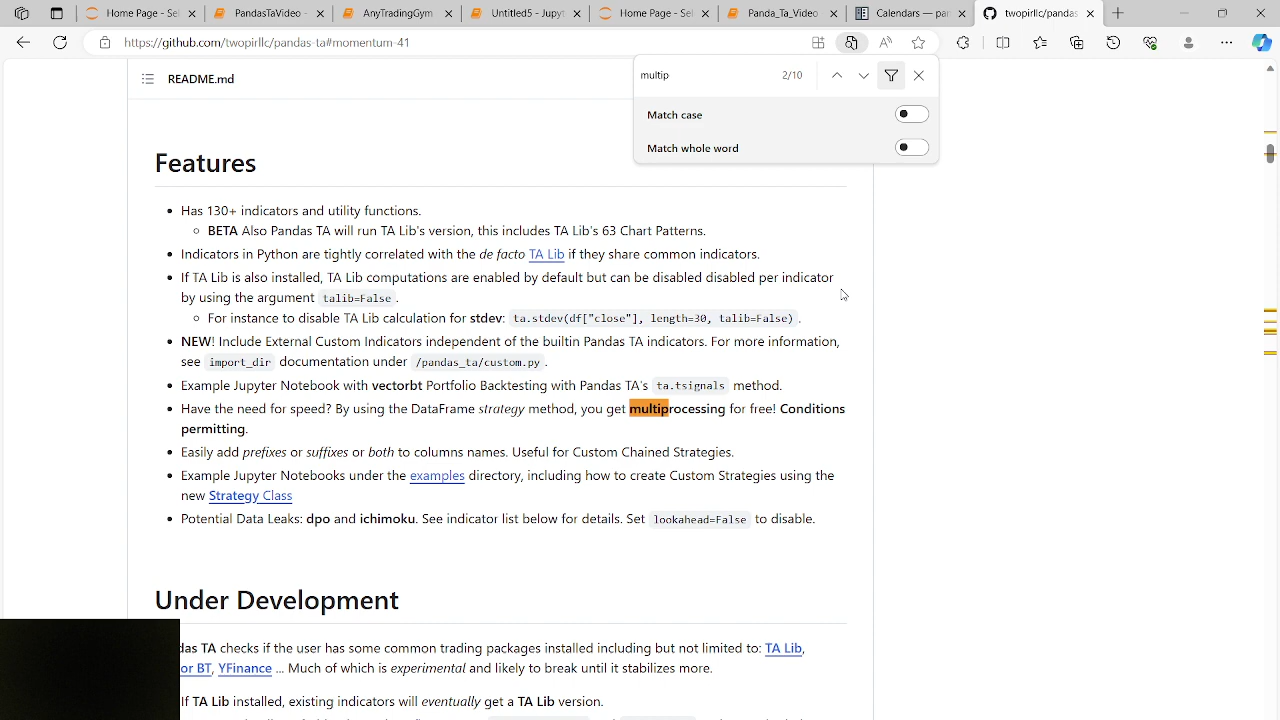 Home Page - Sel
PandasTaVideo -
AnyTradingGym
Untitled5 - Jupyt
Home Page - Sel
Panda_TaVideo
Calendars — pan
twopirllc/pandas
https://github.com/twopirllc/pandas-ta#momentum-41
README.md
multip
2/10
Match case
Match whole word
Features
Has 130+ indicators and utility functions.
BETA Also Pandas TA will run TA Lib's version, this includes TA Lib's 63 Chart Patterns.
Indicators in Python are tightly correlated with the de facto TA Lib if they share common indicators.
If TA Lib is also installed, TA Lib computations are enabled by default but can be disabled disabled per indicator
by using the argument talib=False.
For instance to disable TA Lib calculation for stdev: ta.stdev(df["close"], length=30, talib=False).
NEW! Include External Custom Indicators independent of the builtin Pandas TA indicators. For more information,
see import_dir documentation under /pandas_ta/custom.py.
Example Jupyter Notebook with vectorbt Portfolio Backtesting with Pandas TA's ta.tsignals method.
Have the need for speed? By using the DataFrame strategy method, you get multiprocessing for free! Conditions
permitting.
Easily add prefixes or suffixes or both to columns names. Useful for Custom Chained Strategies.
Example Jupyter Notebooks under the examples directory, including how to create Custom Strategies using the
new Strategy Class
Potential Data Leaks: dpo and ichimoku. See indicator list below for details. Set lookahead=False to disable.
Under Development
das TA checks if the user has some common trading packages installed including but not limited to: TA Lib,
or BT, YFinance ... Much of which is experimental and likely to break until it stabilizes more.
If TA Lib installed, existing indicators will eventually get a TA Lib version.